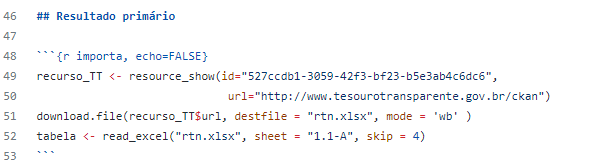 46 ## Resultado primário
47
48 ```{r importa, echo=FALSE}
49 recurso_TT <- resource_show(id="527ccdb1-3059-42f3-bf23-b5e3ab4c6dc6",
50 url="http://www.tesourotransparente.gov.br/ckan")
51 download.file(recurso_TT$url, destfile = "rtn.xlsx", mode = 'wb' )
52 tabela <- read_excel("rtn.xlsx", sheet = "1.1-A", skip = 4)
53 ```